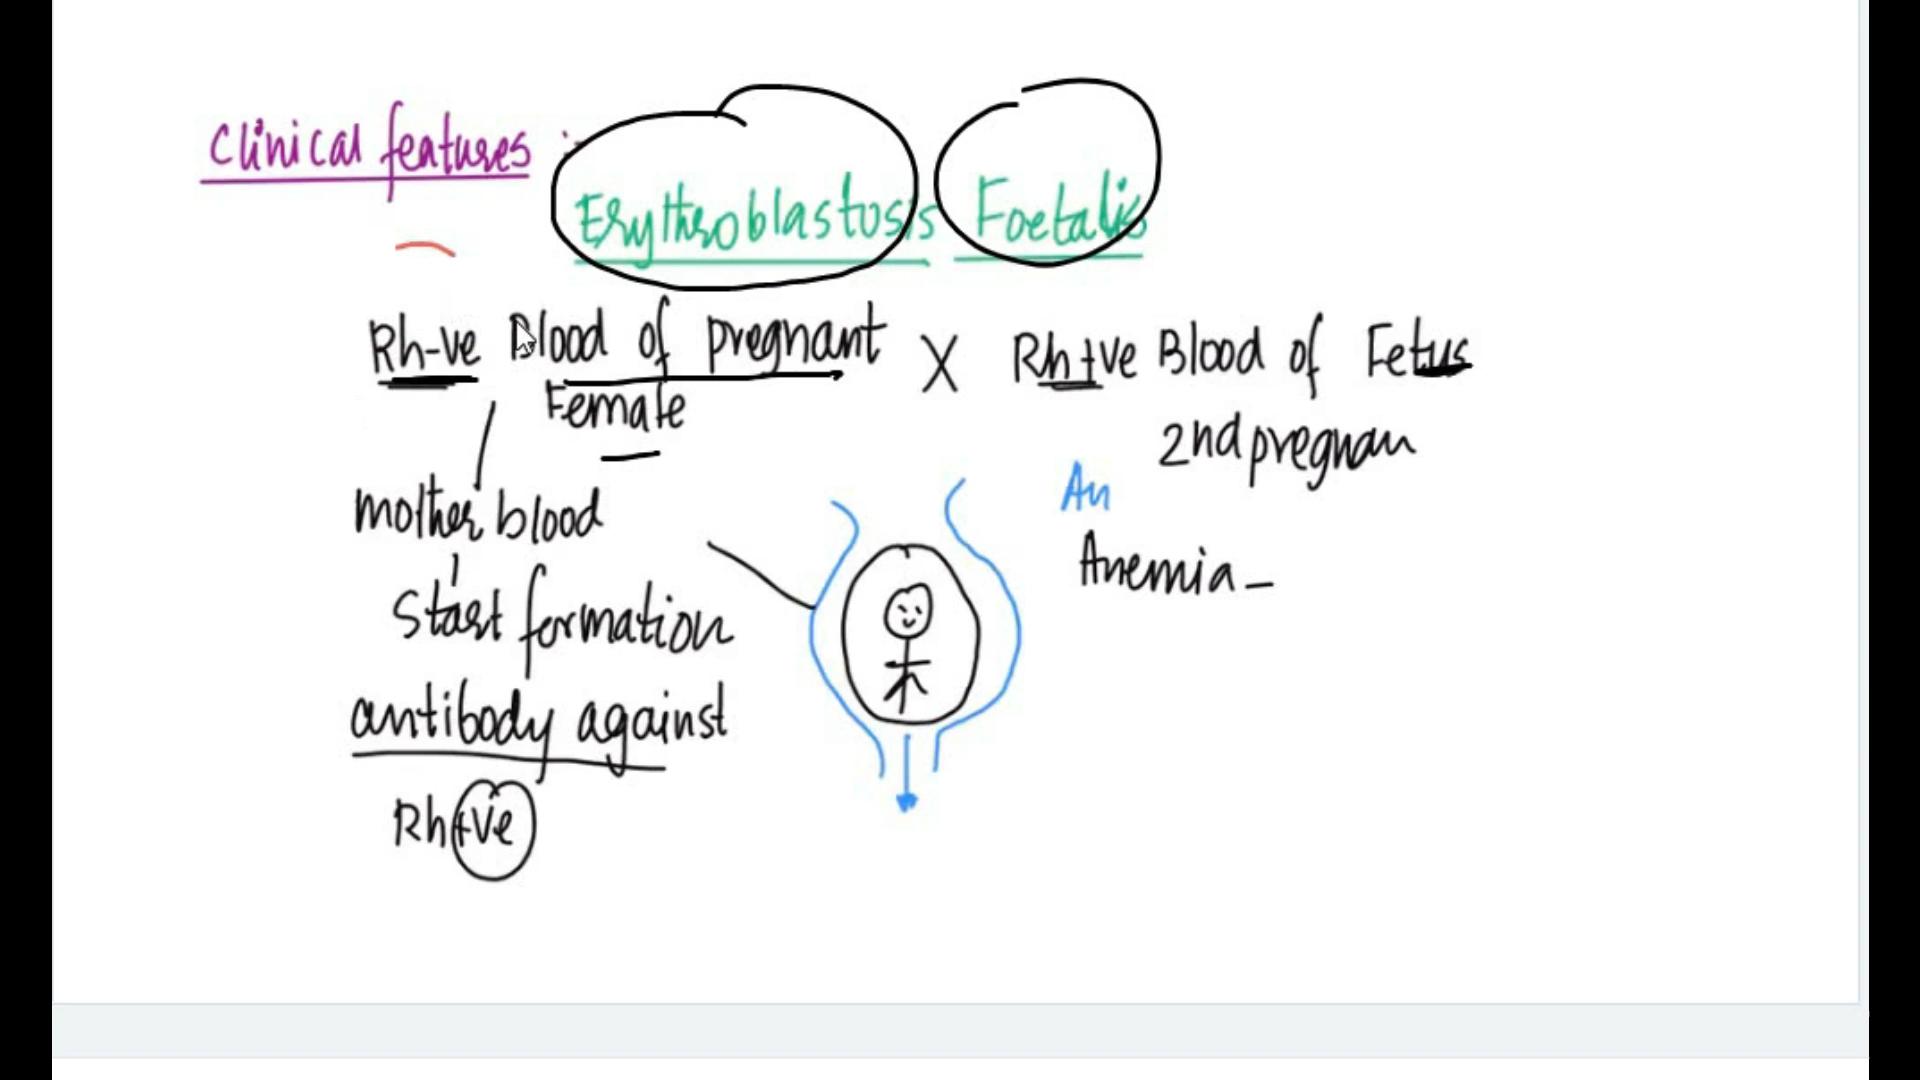 Clinical features :-
Erythroblastosis Foetalis
Rh-ve Blood of pregnant X Rh+ve Blood of Fetus
Female
2nd pregnan
mother blood
An
Anemia -
start formation
antibody against
Rh+ve